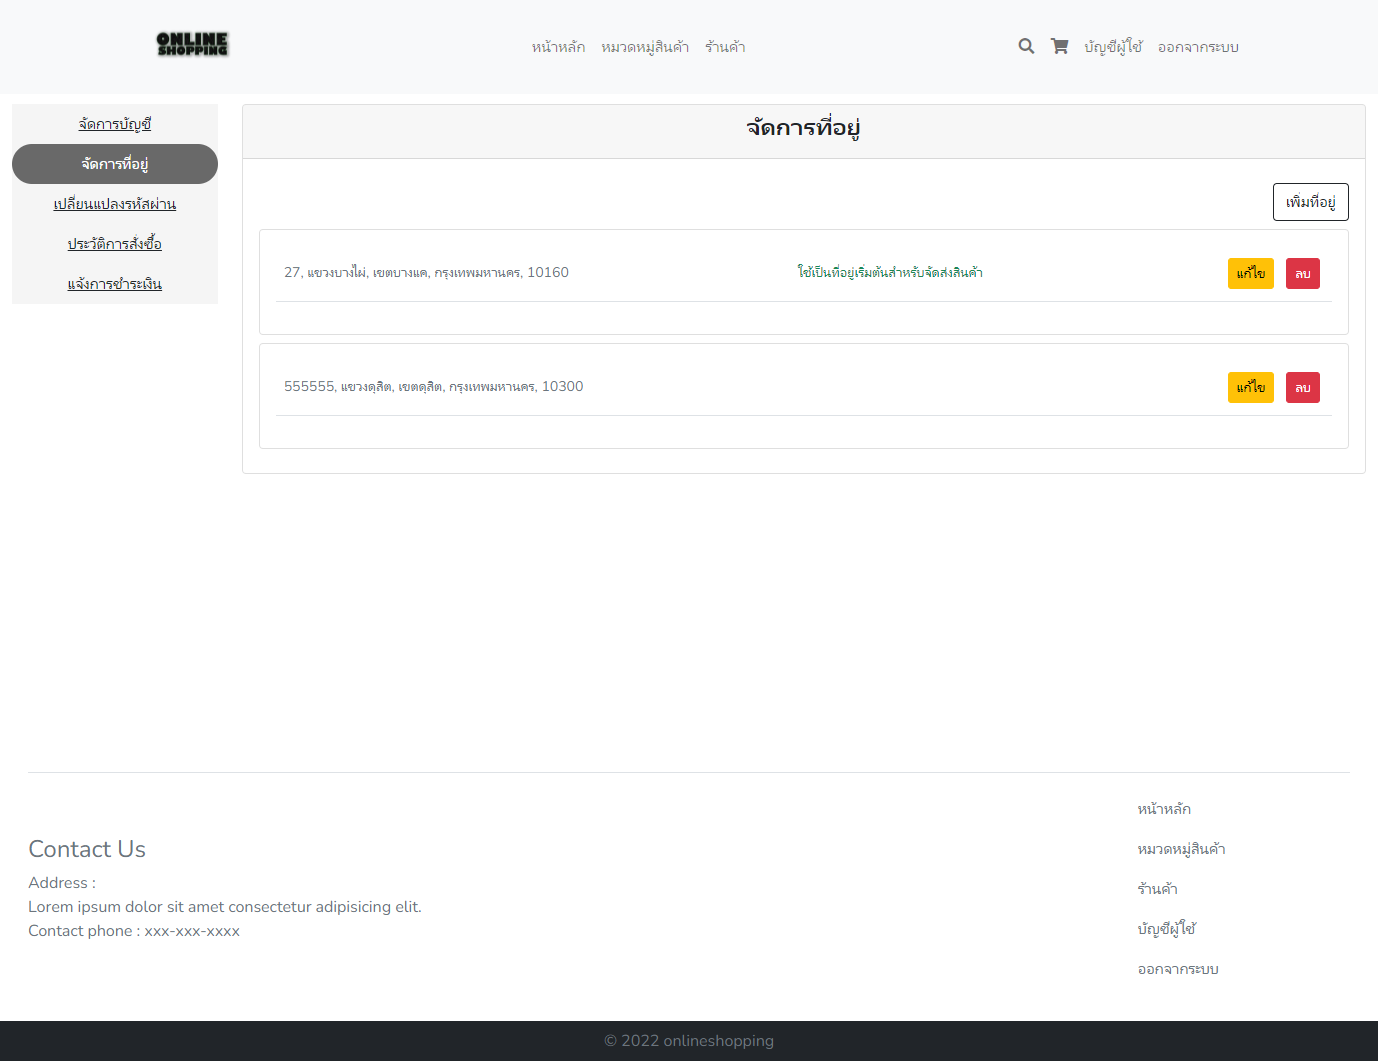 ONLINE
SHOPPING
หน้าหลัก หมวดหมู่สินค้า ร้านค้า บัญชีผู้ใช้ ออกจากระบบ
จัดการบัญชี
จัดการที่อยู่
เปลี่ยนแปลงรหัสผ่าน
ประวัติการสั่งซื้อ
แจ้งการชำระเงิน
จัดการที่อยู่
เพิ่มที่อยู่
27, แขวงบางไผ่, เขตบางแค, กรุงเทพมหานคร, 10160 ใช้เป็นที่อยู่เริ่มต้นสำหรับจัดส่งสินค้า แก้ไข ลบ
555555, แขวงดุสิต, เขตดุสิต, กรุงเทพมหานคร, 10300 แก้ไข ลบ
Contact Us
Address :
Lorem ipsum dolor sit amet consectetur adipisicing elit.
Contact phone : xxx-xxx-xxxx
หน้าหลัก
หมวดหมู่สินค้า
ร้านค้า
บัญชีผู้ใช้
ออกจากระบบ
© 2022 onlineshopping